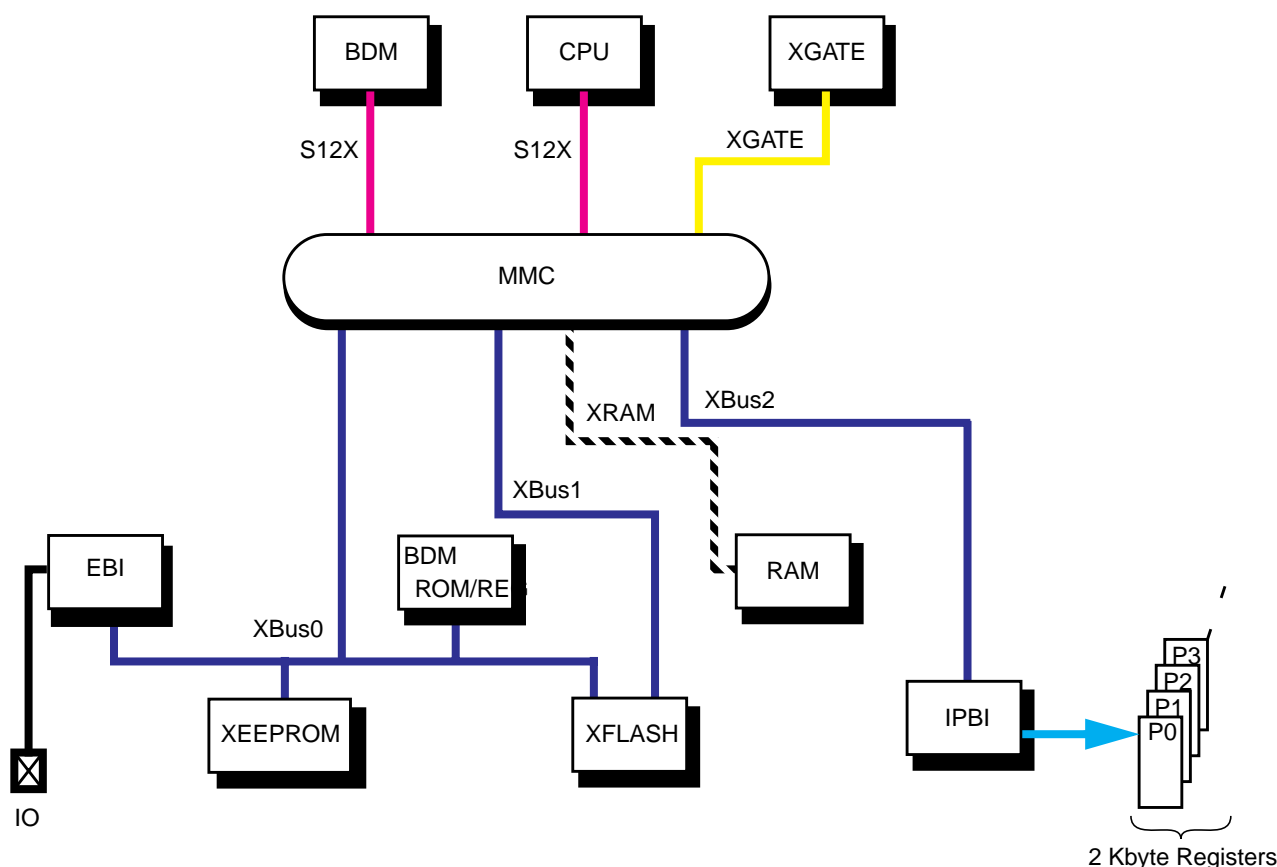 BDM
CPU
XGATE
S12X
S12X
XGATE
MMC
XRAM
XBus2
XBus1
EBI
BDM
ROM/REG
RAM
XBus0
XEEPROM
XFLASH
IPBI
P3
P2
P1
P0
IO
2 Kbyte Registers